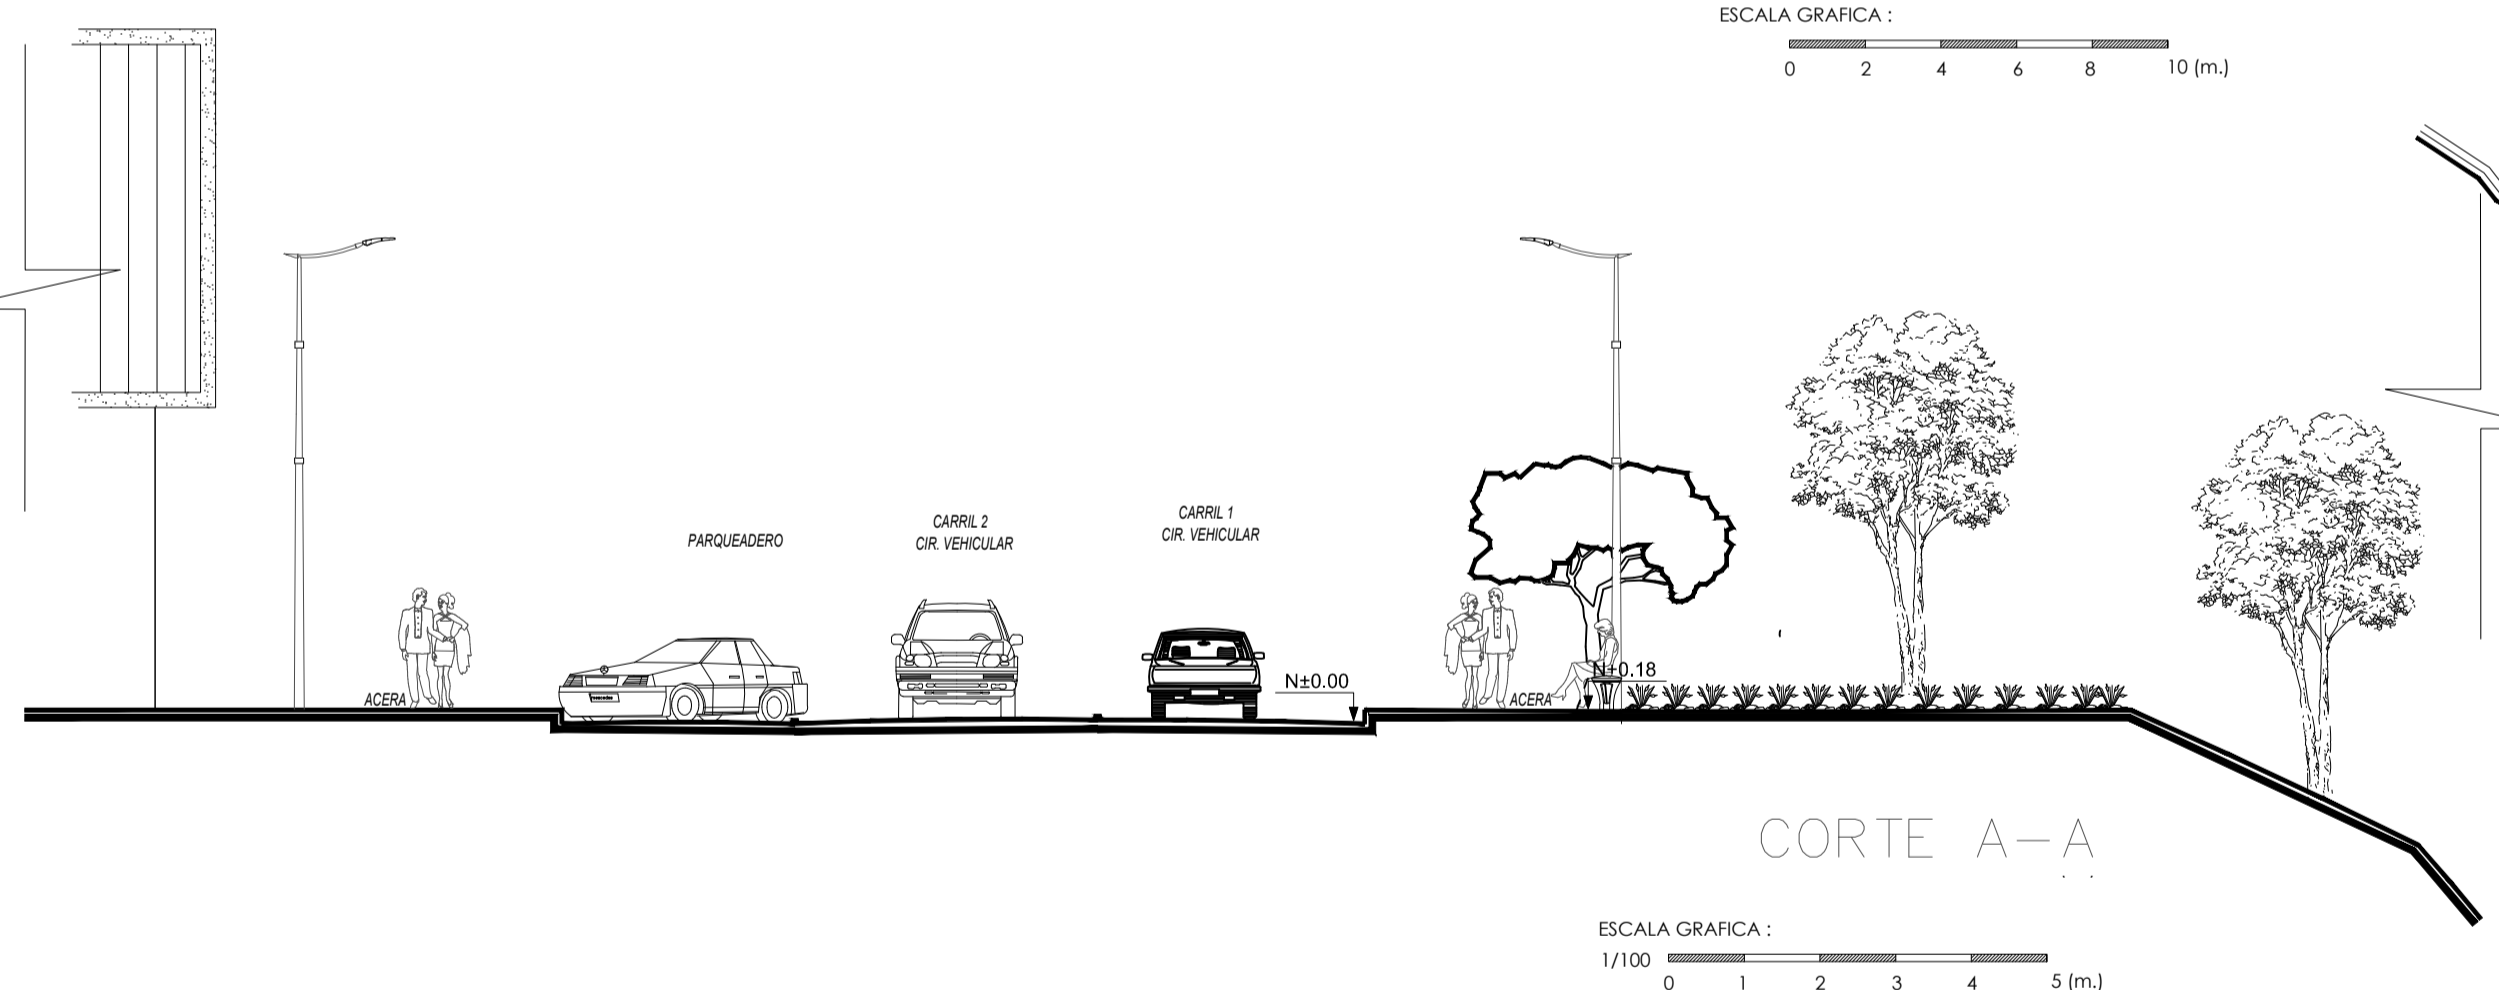 ESCALA GRAFICA :
0 2 4 6 8 10 (m.)
CARRIL 1
CIR. VEHICULAR
CARRIL 2
CIR. VEHICULAR
PARQUEADERO
N±0.00
N+0.18
ACERA
ACERA
CORTE A-A
ESCALA GRAFICA :
1/100
0 1 2 3 4 5 (m.)